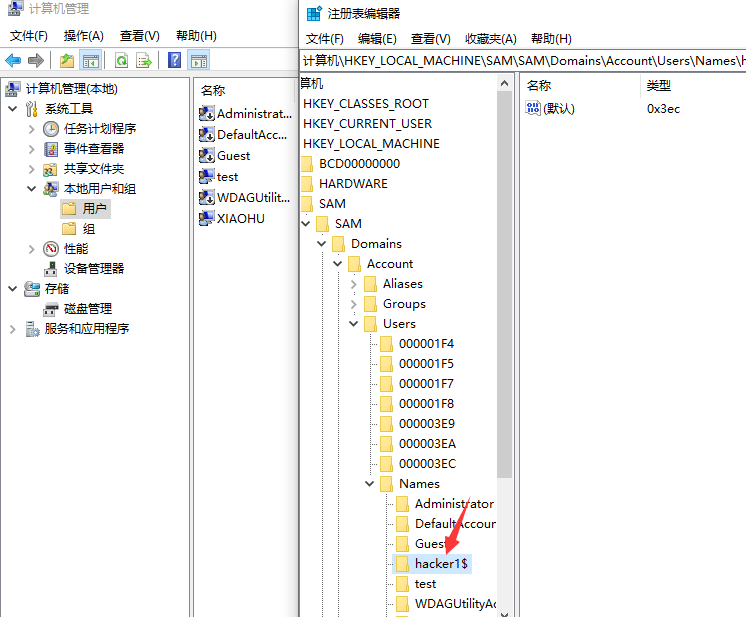 计算机管理
文件(F) 操作(A) 查看(V) 帮助(H)
计算机管理(本地)
系统工具
任务计划程序
事件查看器
共享文件夹
本地用户和组
用户
组
性能
设备管理器
存储
磁盘管理
服务和应用程序
名称
Administrat...
DefaultAcc...
Guest
test
WDAGUtilit...
XIAOHU
注册表编辑器
文件(F) 编辑(E) 查看(V) 收藏夹(A) 帮助(H)
计算机\HKEY_LOCAL_MACHINE\SAM\SAM\Domains\Account\Users\Names\h
算机
HKEY_CLASSES_ROOT
HKEY_CURRENT_USER
HKEY_LOCAL_MACHINE
BCD00000000
HARDWARE
SAM
SAM
Domains
Account
Aliases
Groups
Users
000001F4
000001F5
000001F7
000001F8
000003E9
000003EA
000003EC
Names
Administrator
DefaultAccour
Guest
hacker1$
test
WDAGUtilityAc
名称 类型
(默认) 0x3ec